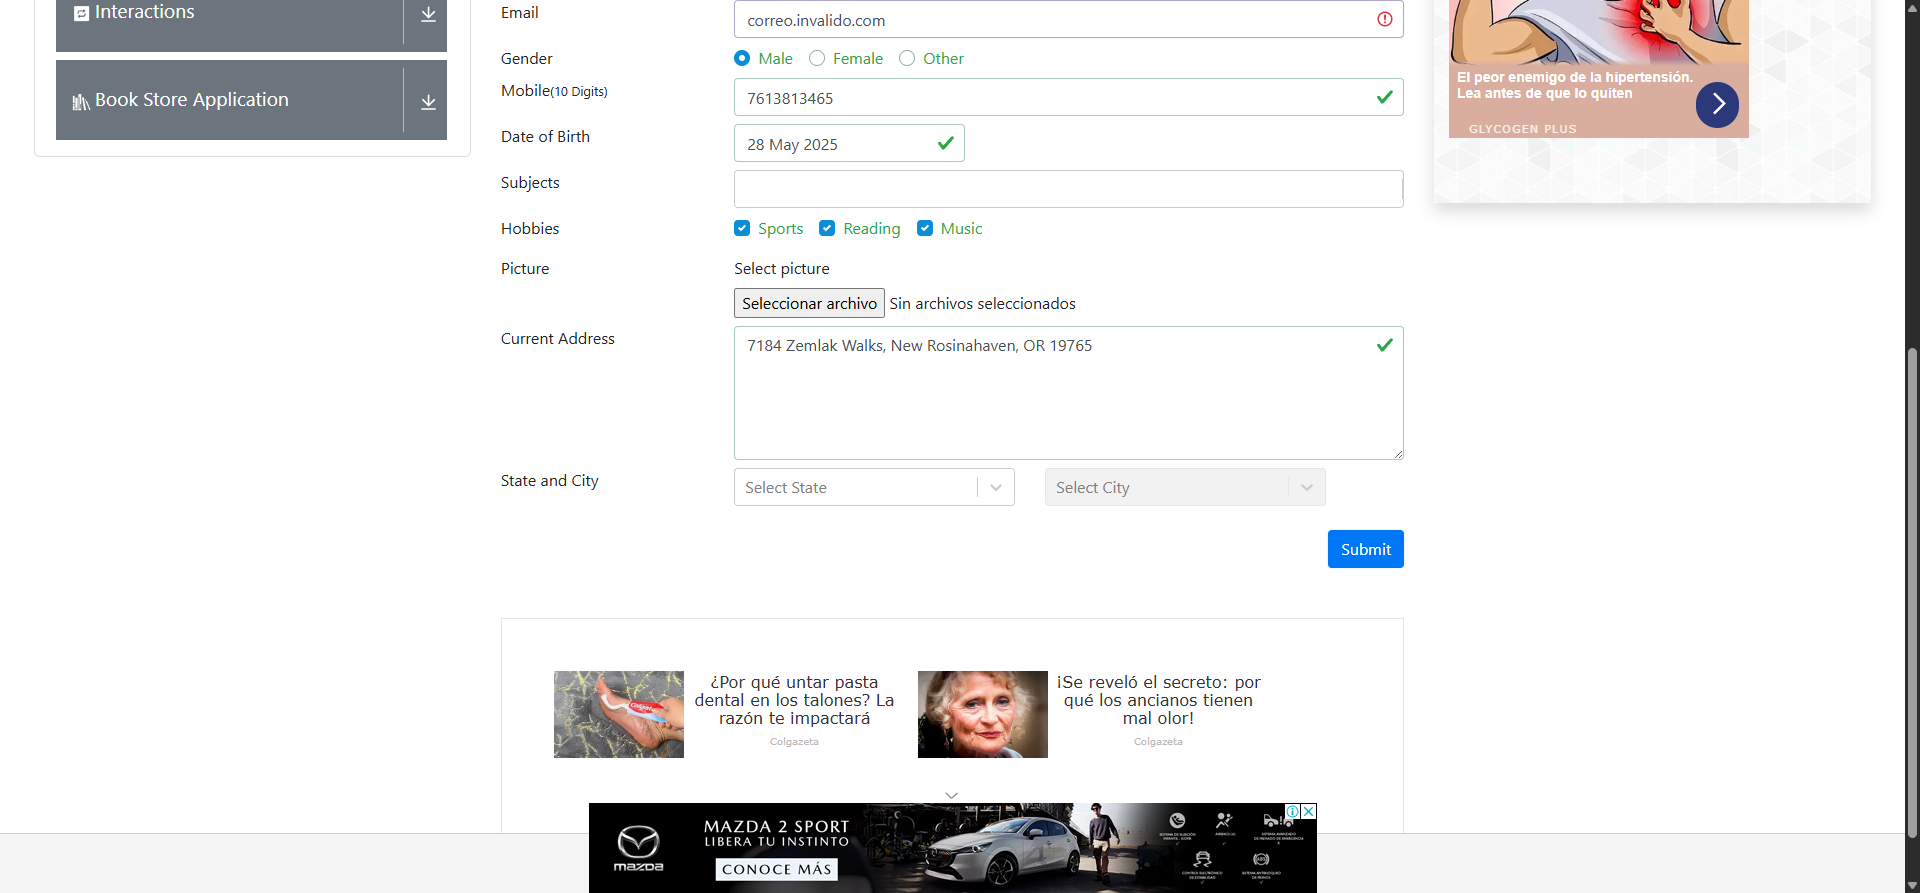 Interactions
Book Store Application
Email
correo.invalido.com
Gender
Male Female Other
Mobile(10 Digits)
7613813465
Date of Birth
28 May 2025
Subjects
Hobbies
Sports Reading Music
Picture
Select picture
Seleccionar archivo Sin archivos seleccionados
Current Address
7184 Zemlak Walks, New Rosinahaven, OR 19765
State and City
Select State
Select City
Submit
El peor enemigo de la hipertensión.
Lea antes de que lo quiten
GLYCOGEN PLUS
¿Por qué untar pasta
dental en los talones? La
razón te impactará
Colgazeta
¡Se reveló el secreto: por
qué los ancianos tienen
mal olor!
Colgazeta
mazda
MAZDA 2 SPORT
LIBERA TU INSTINTO
CONOCE MÁS